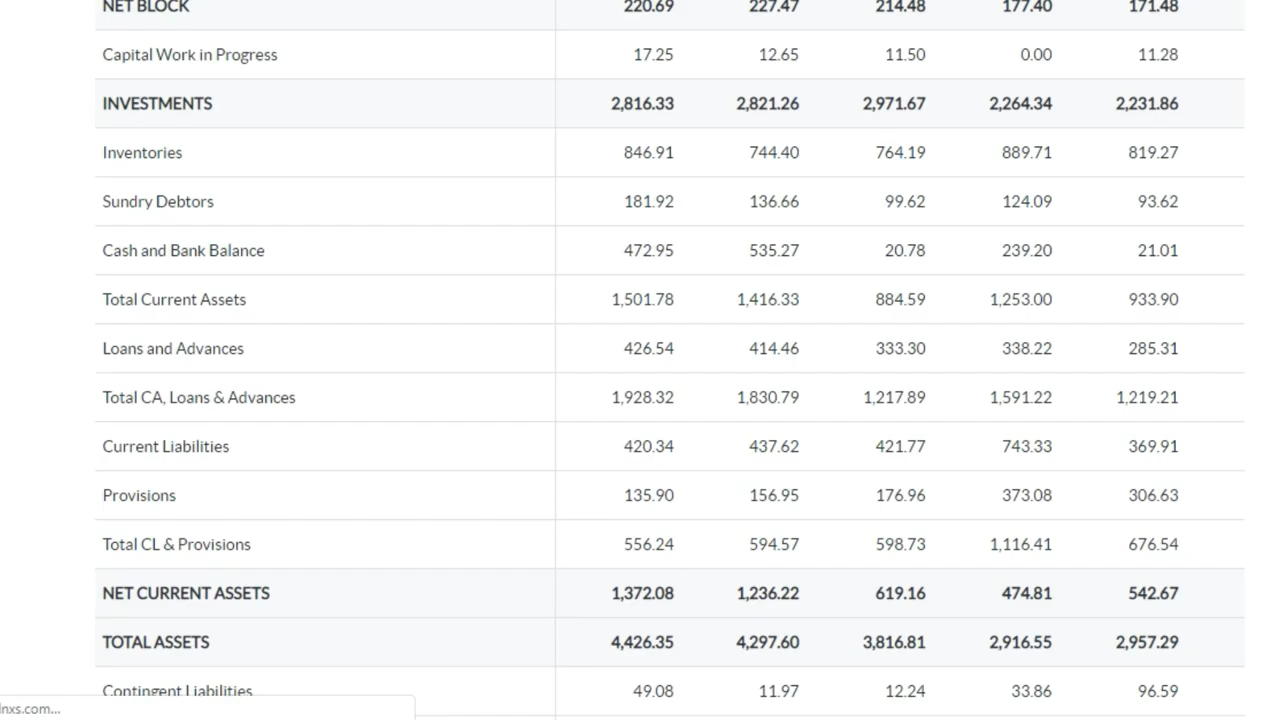 NET BLOCK 220.69 227.47 214.48 177.40 171.48
Capital Work in Progress 17.25 12.65 11.50 0.00 11.28
INVESTMENTS 2,816.33 2,821.26 2,971.67 2,264.34 2,231.86
Inventories 846.91 744.40 764.19 889.71 819.27
Sundry Debtors 181.92 136.66 99.62 124.09 93.62
Cash and Bank Balance 472.95 535.27 20.78 239.20 21.01
Total Current Assets 1,501.78 1,416.33 884.59 1,253.00 933.90
Loans and Advances 426.54 414.46 333.30 338.22 285.31
Total CA, Loans & Advances 1,928.32 1,830.79 1,217.89 1,591.22 1,219.21
Current Liabilities 420.34 437.62 421.77 743.33 369.91
Provisions 135.90 156.95 176.96 373.08 306.63
Total CL & Provisions 556.24 594.57 598.73 1,116.41 676.54
NET CURRENT ASSETS 1,372.08 1,236.22 619.16 474.81 542.67
TOTAL ASSETS 4,426.35 4,297.60 3,816.81 2,916.55 2,957.29
Contingent Liabilities 49.08 11.97 12.24 33.86 96.59
lnxs.com...